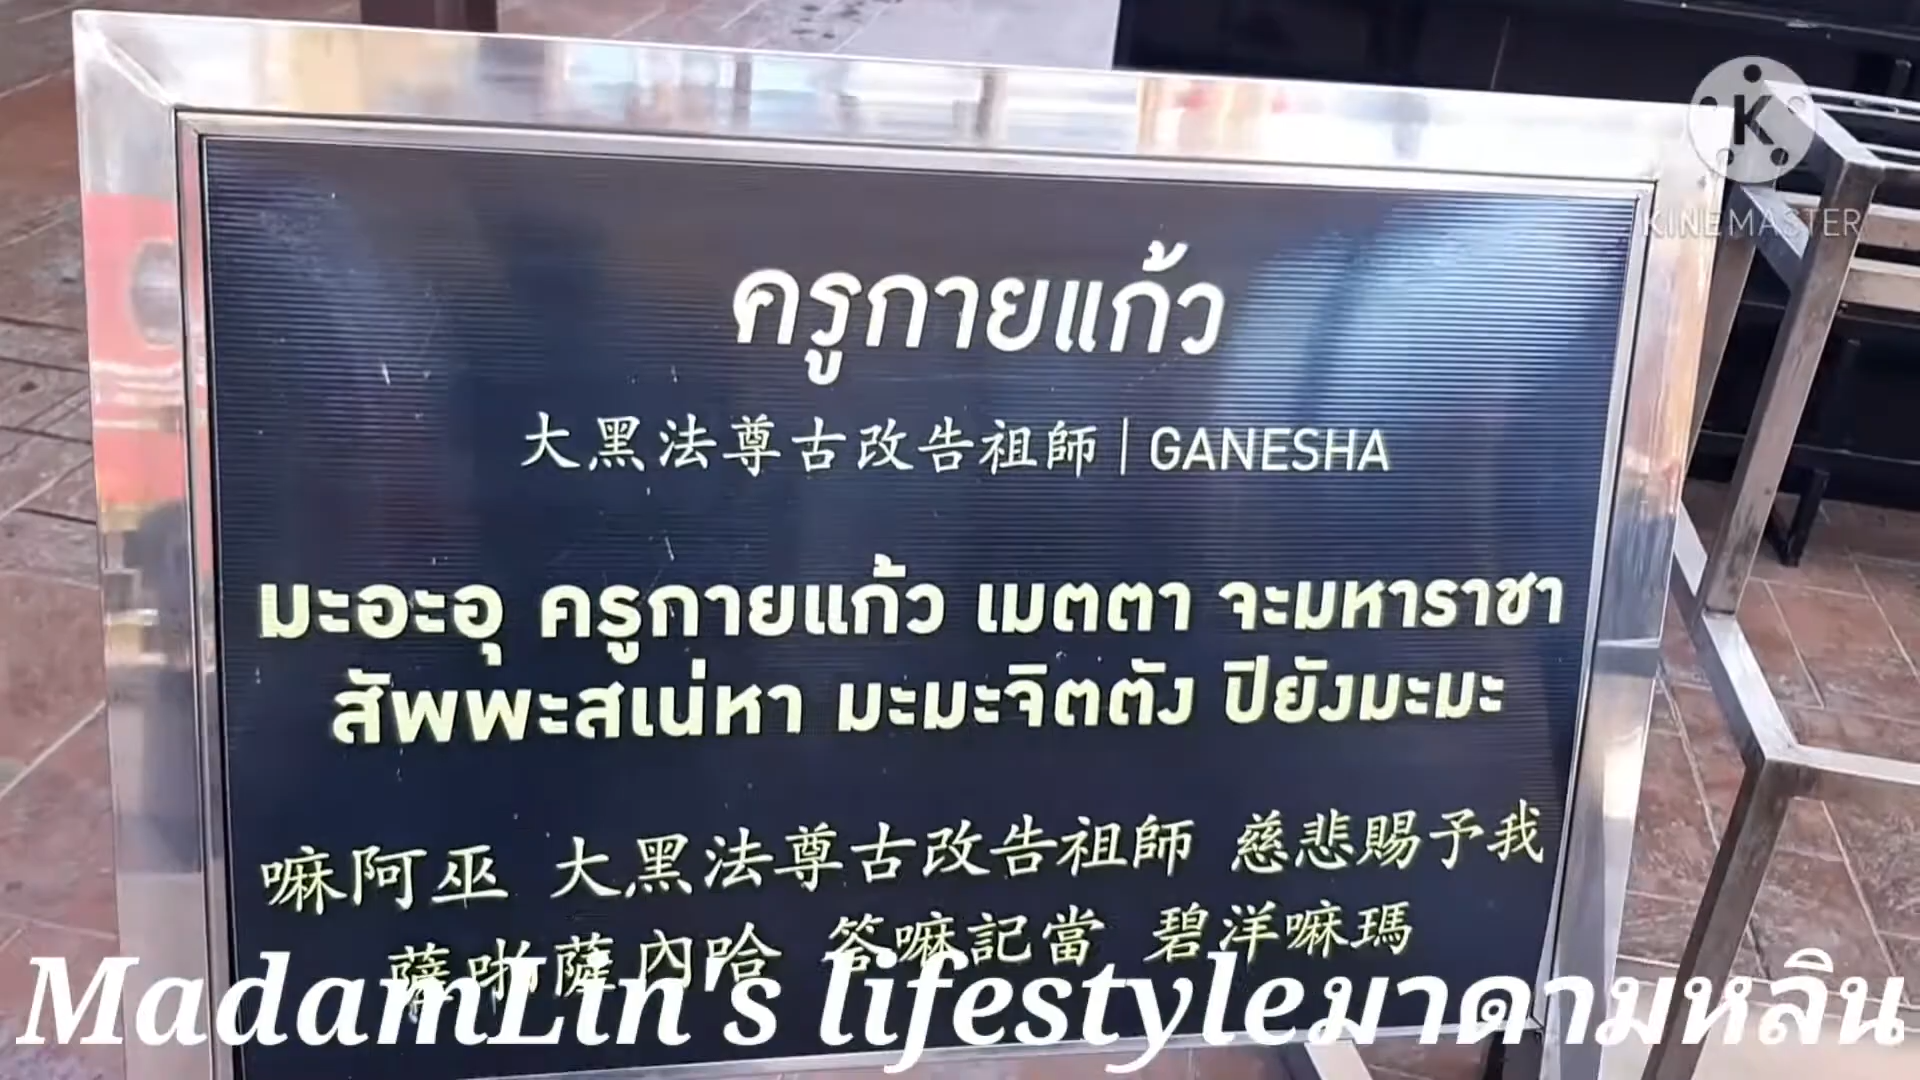 K
KINEMASTER
ครูกายแก้ว
大黑法尊古改告祖師 | GANESHA
มะอะอุ ครูกายแก้ว เมตตา จะมหาราชา
สัพพะสเน่หา มะมะจิตตัง ปิยังมะมะ
嘛阿巫 大黑法尊古改告祖師 慈悲賜予我
薩啪薩內哈 答嘛記當 碧洋嘛瑪
MadamLin's lifestyleมาดามหลิน